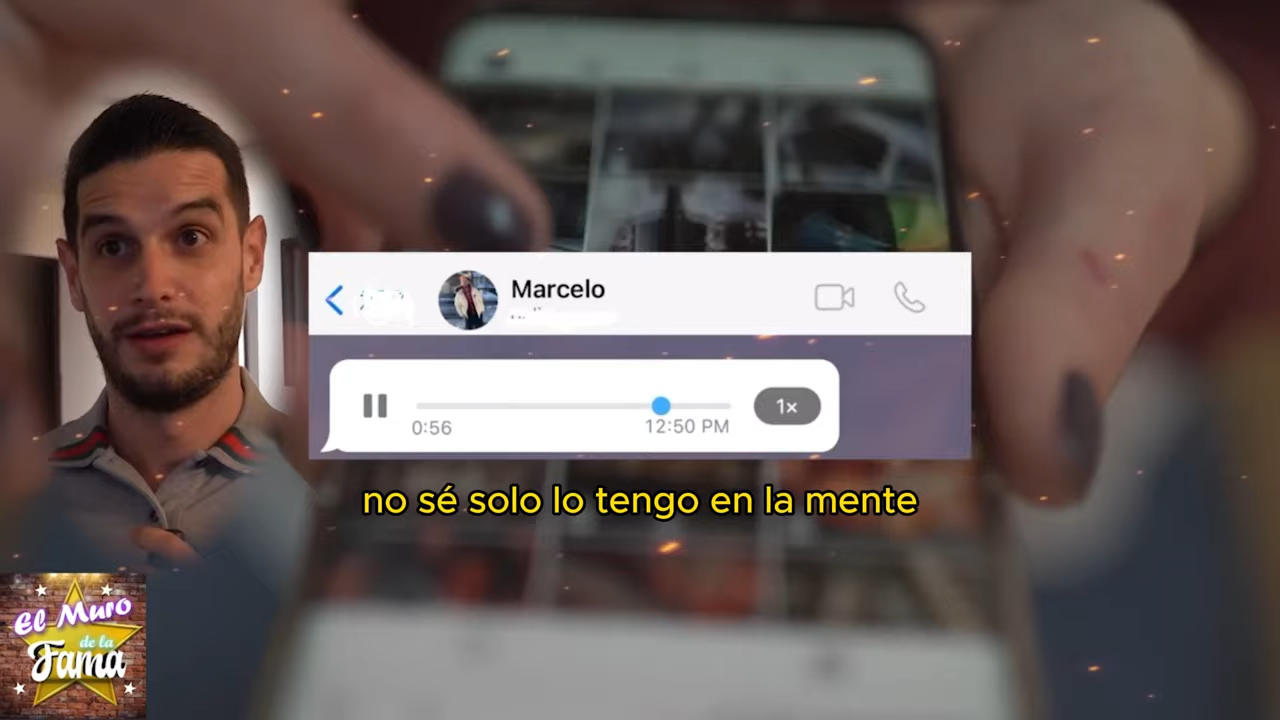 Marcelo
0:56
12:50 PM
1x
no sé solo lo tengo en la mente
El Muro
de la
Fama